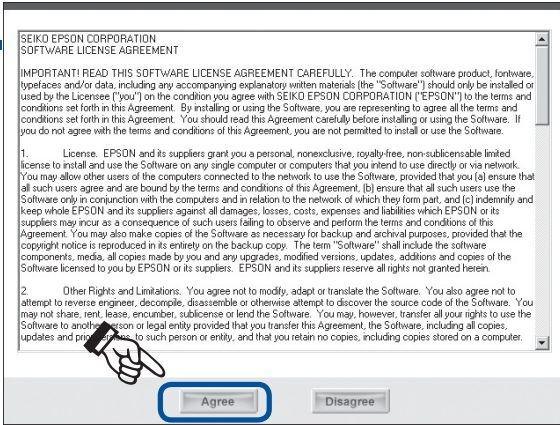 SEIKO EPSON CORPORATION
SOFTWARE LICENSE AGREEMENT
IMPORTANT! READ THIS SOFTWARE LICENSE AGREEMENT CAREFULLY. The computer software product, fontware,
typefaces and/or data, including any accompanying explanatory written materials (the "Software") should only be installed or
used by the Licensee ("you") on the condition you agree with SEIKO EPSON CORPORATION ("EPSON") to the terms and
conditions set forth in this Agreement. By installing or using the Software, you are representing to agree all the terms and
conditions set forth in this Agreement. You should read this Agreement carefully before installing or using the Software. If
you do not agree with the terms and conditions of this Agreement, you are not permitted to install or use the Software.
1. License. EPSON and its suppliers grant you a personal, nonexclusive, royalty-free, non-sublicensable limited
license to install and use the Software on any single computer or computers that you intend to use directly or via network.
You may allow other users of the computers connected to the network to use the Software, provided that you (a) ensure that
all such users agree and are bound by the terms and conditions of this Agreement, (b) ensure that all such users use the
Software only in conjunction with the computers and in relation to the network of which they form part, and (c) indemnify and
keep whole EPSON and its suppliers against all damages, losses, costs, expenses and liabilities which EPSON or its
suppliers may incur as a consequence of such users failing to observe and perform the terms and conditions of this
Agreement. You may also make copies of the Software as necessary for backup and archival purposes, provided that the
copyright notice is reproduced in its entirety on the backup copy. The term "Software" shall include the software
components, media, all copies made by you and any upgrades, modified versions, updates, additions and copies of the
Software licensed to you by EPSON or its suppliers. EPSON and its suppliers reserve all rights not granted herein.
2. Other Rights and Limitations. You agree not to modify, adapt or translate the Software. You also agree not to
attempt to reverse engineer, decompile, disassemble or otherwise attempt to discover the source code of the Software. You
may not share, rent, lease, encumber, sublicense or lend the Software. You may, however, transfer all your rights to use the
Software to another person or legal entity provided that you transfer this Agreement, the Software, including all copies,
updates and prior versions, to such person or entity, and that you retain no copies, including copies stored on a computer.
Agree
Disagree